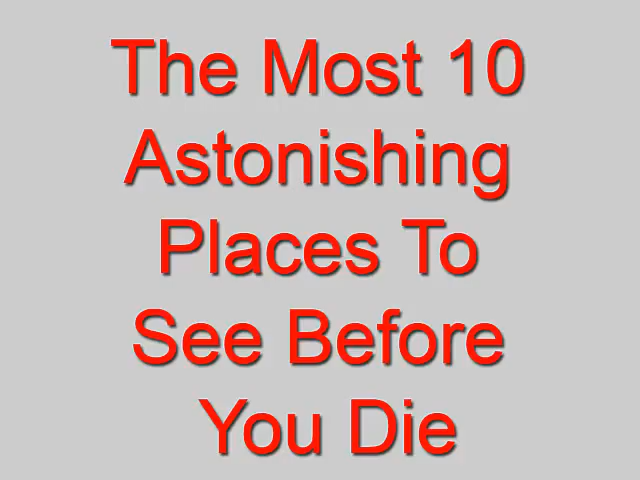 The Most 10
Astonishing
Places To
See Before
You Die